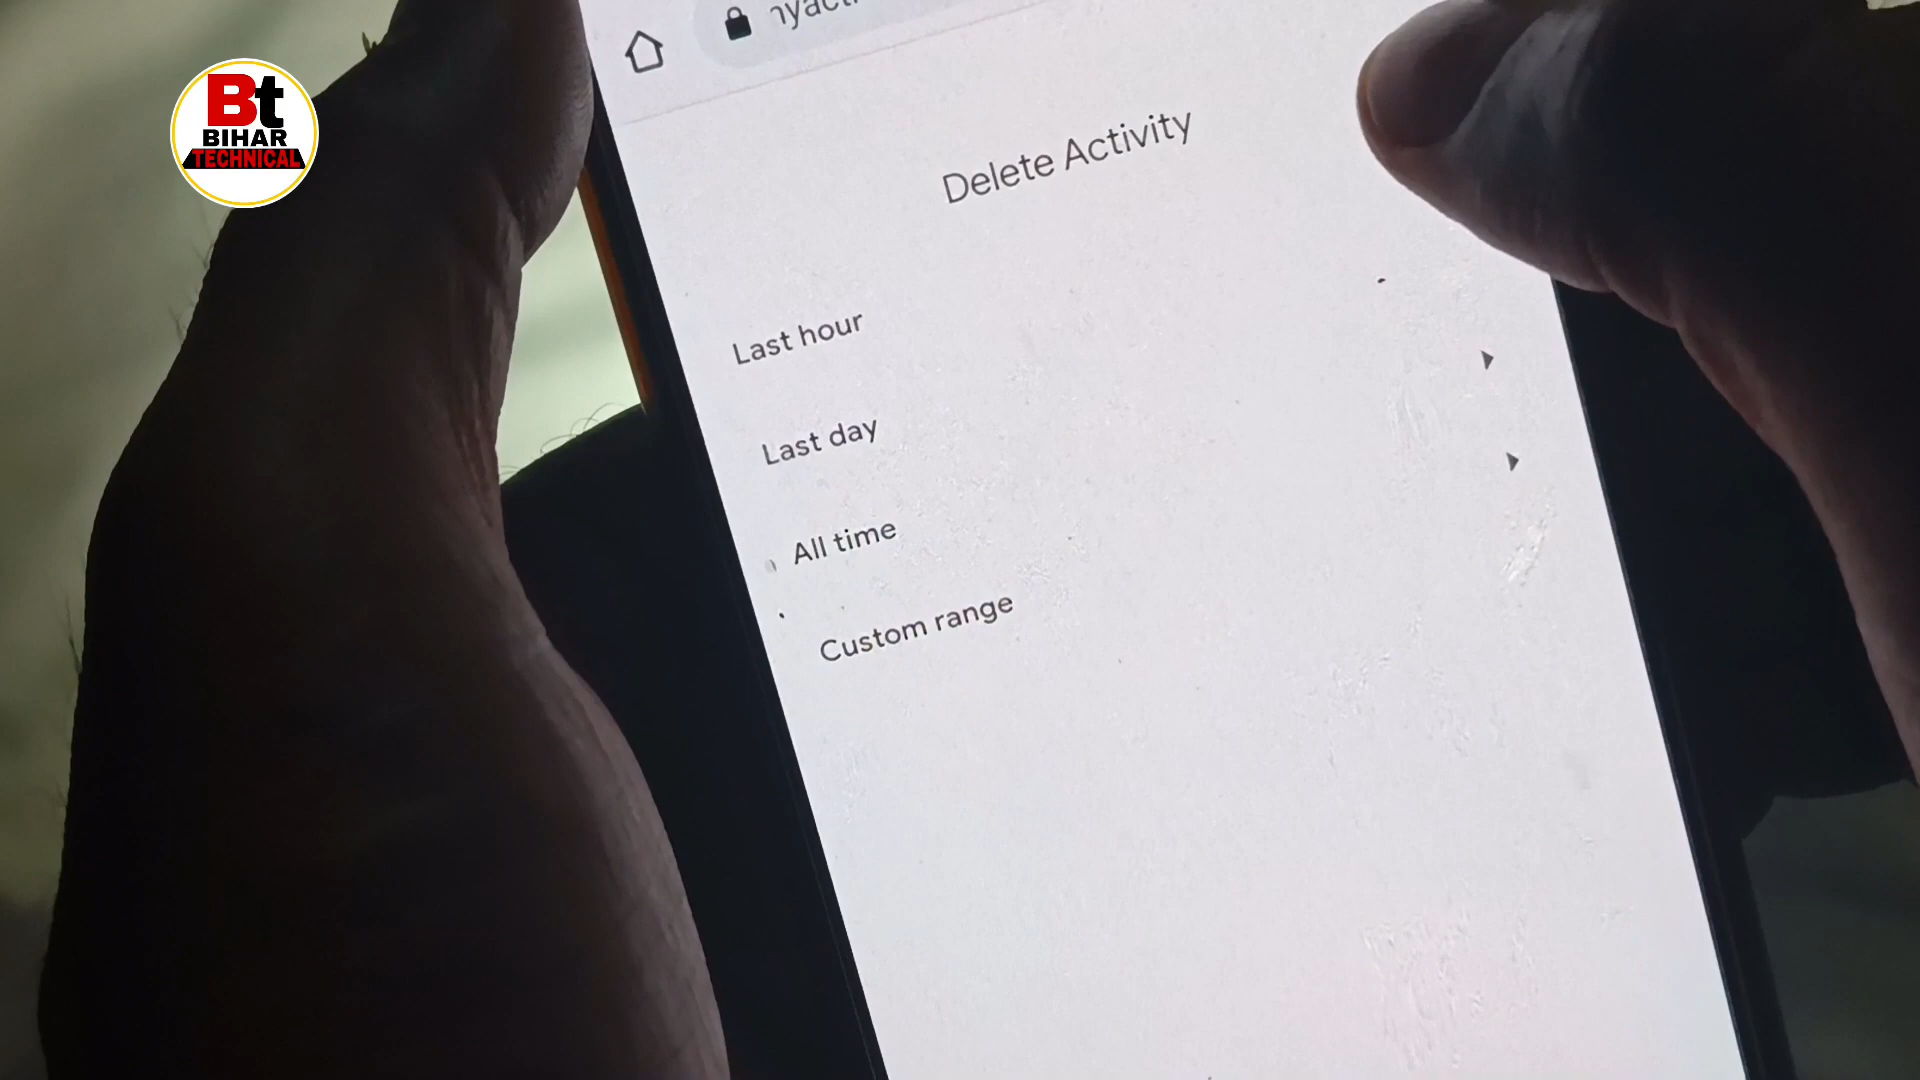 Bt
BIHAR
TECHNICAL
Delete Activity
Last hour
Last day
All time
Custom range